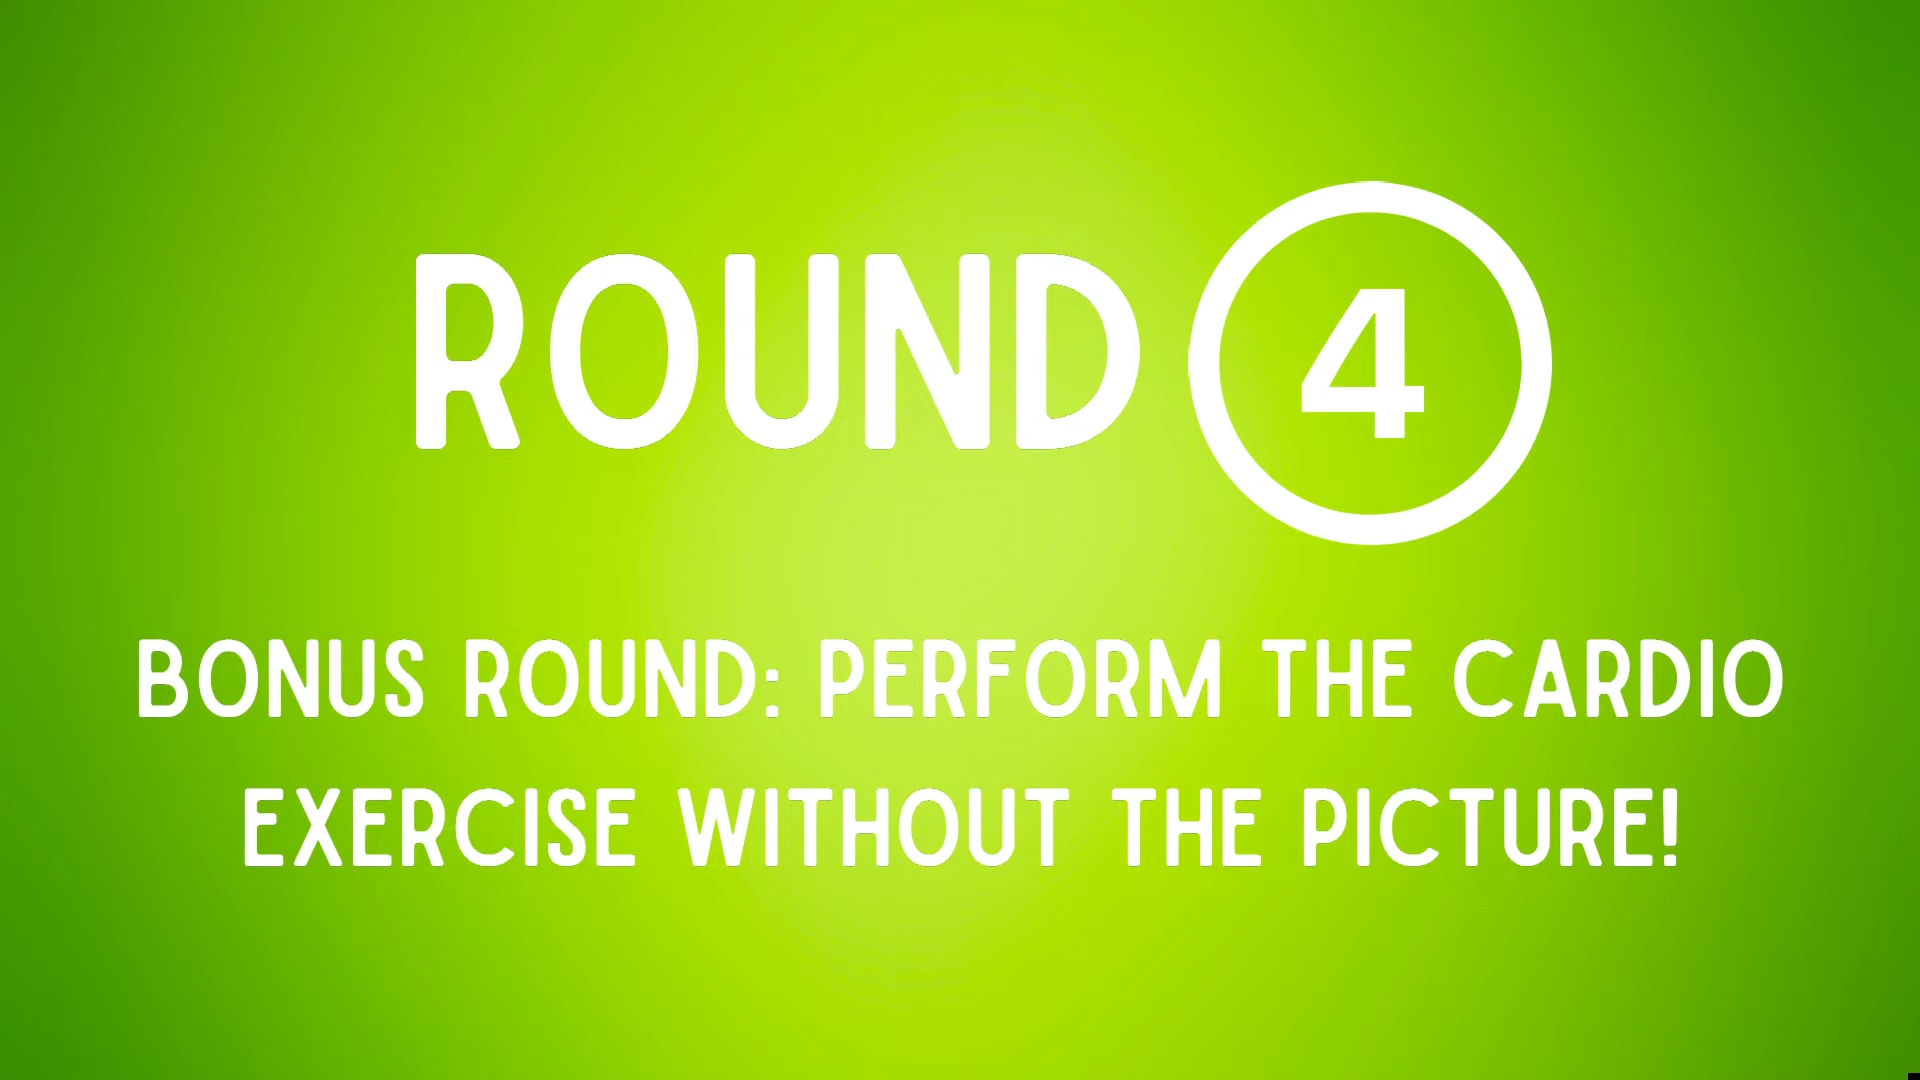 ROUND 4
BONUS ROUND: PERFORM THE CARDIO
EXERCISE WITHOUT THE PICTURE!